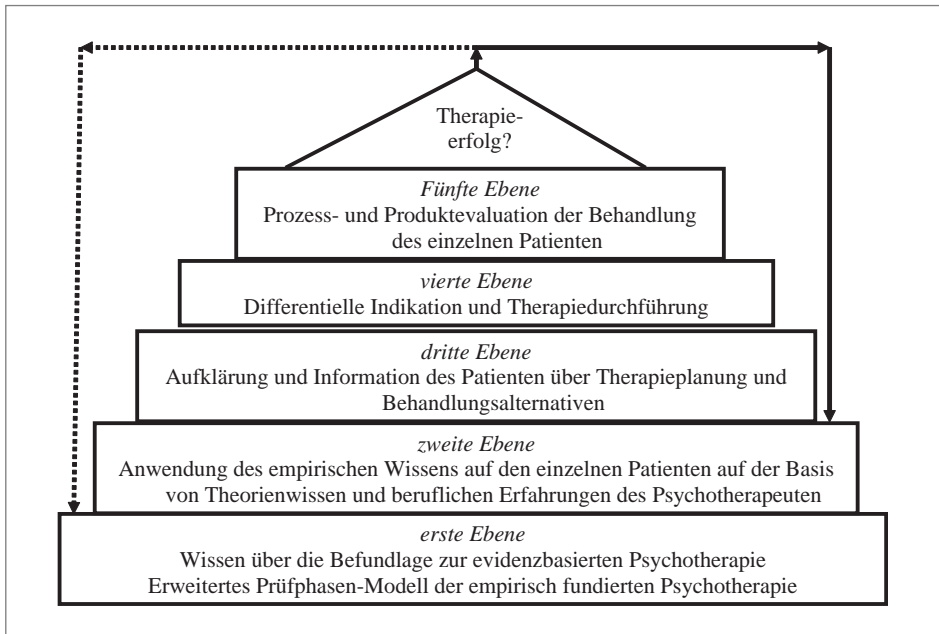 Therapie-
erfolg?
Fünfte Ebene
Prozess- und Produktevaluation der Behandlung
des einzelnen Patienten
vierte Ebene
Differentielle Indikation und Therapiedurchführung
dritte Ebene
Aufklärung und Information des Patienten über Therapieplanung und
Behandlungsalternativen
zweite Ebene
Anwendung des empirischen Wissens auf den einzelnen Patienten auf der Basis
von Theorienwissen und beruflichen Erfahrungen des Psychotherapeuten
erste Ebene
Wissen über die Befundlage zur evidenzbasierten Psychotherapie
Erweitertes Prüfphasen-Modell der empirisch fundierten Psychotherapie